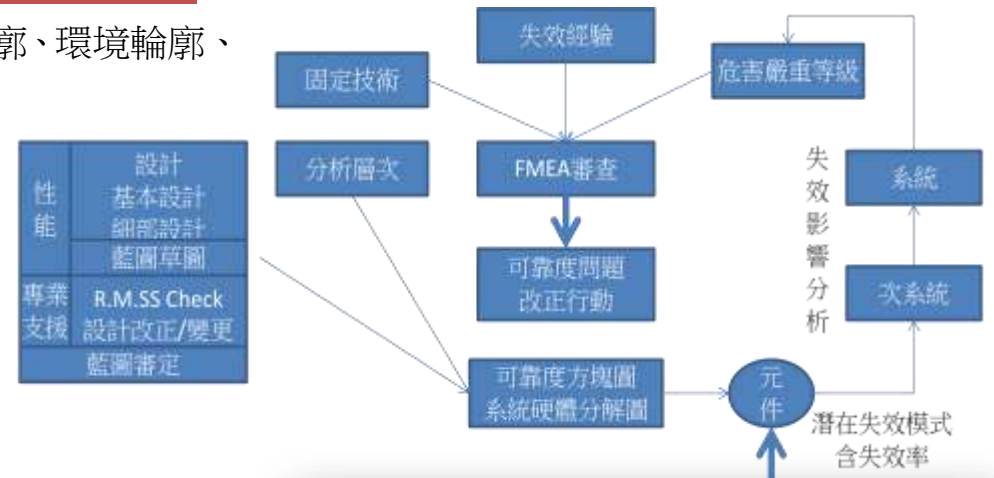 廓、環境輪廓、
失效經驗
固定技術
危害嚴重等級
性能
設計
基本設計
細部設計
藍圖草圖
專業
支援
R.M.SS Check
設計改正/變更
藍圖審定
分析層次
FMEA審查
可靠度問題
改正行動
可靠度方塊圖
系統硬體分解圖
元件
潛在失效模式
含失效率
次系統
系統
失效影響分析